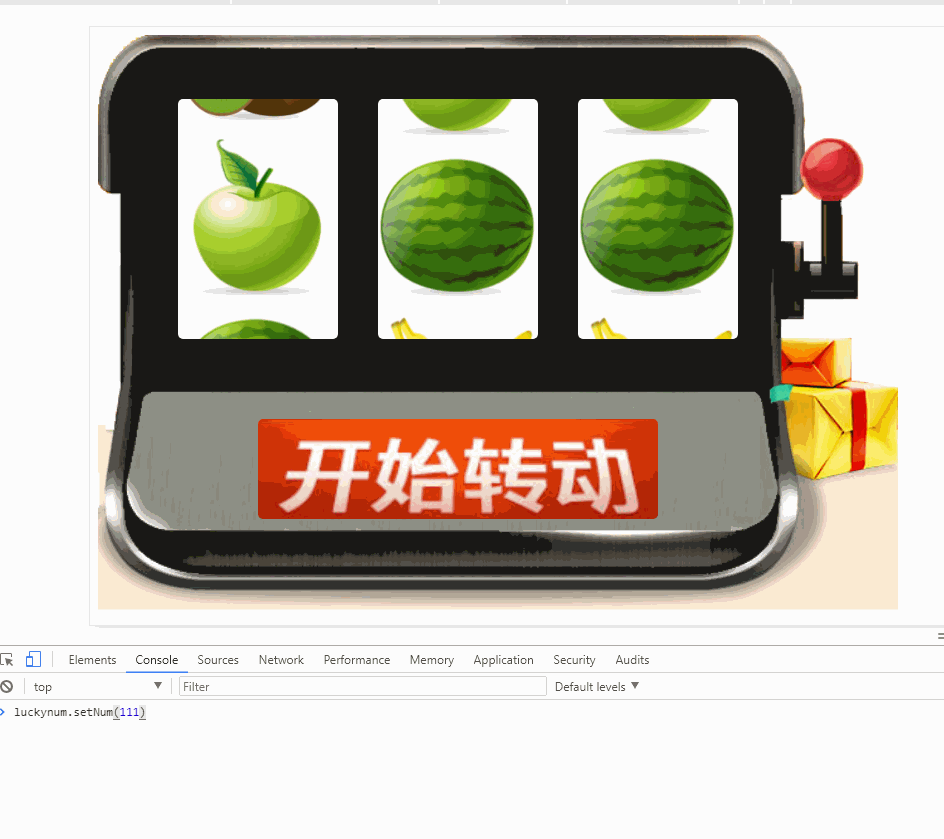 开始转动
Elements Console Sources Network Performance Memory Application Security Audits
top Filter Default levels
luckynum.setNum(111)